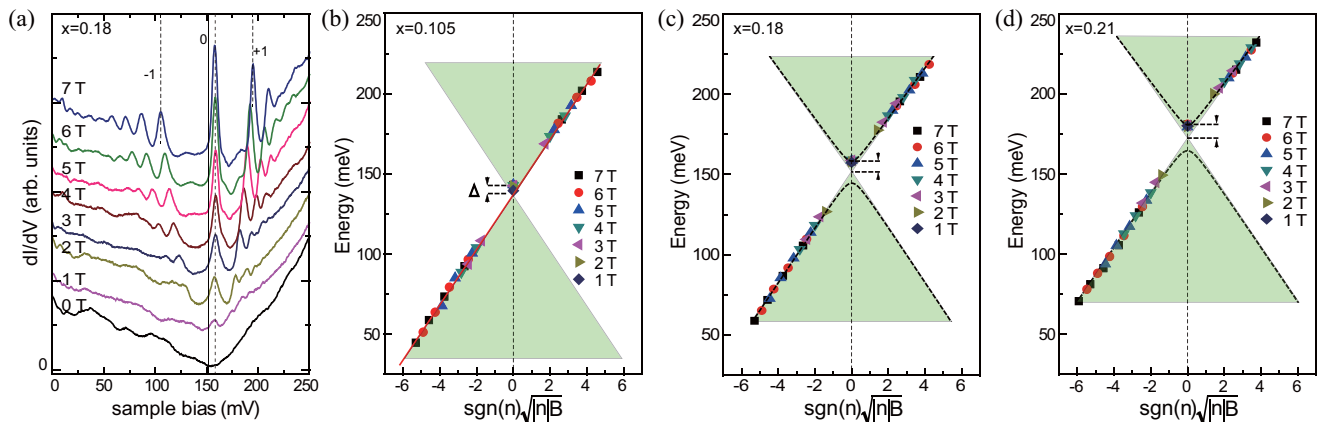 (a)
x=0.18
0
-1
+1
7 T
6 T
5 T
4 T
3 T
2 T
1 T
0 T
0
dI/dV (arb. units)
0 50 100 150 200 250
sample bias (mV)
(b)
x=0.105
250
200
150
100
50
Energy (meV)
Δ
7 T
6 T
5 T
4 T
3 T
2 T
1 T
-6 -4 -2 0 2 4 6
sgn(n)√|n|B
(c)
x=0.18
250
200
150
100
50
Energy (meV)
7 T
6 T
5 T
4 T
3 T
2 T
1 T
-6 -4 -2 0 2 4 6
sgn(n)√|n|B
(d)
x=0.21
250
200
150
100
50
Energy (meV)
7 T
6 T
5 T
4 T
3 T
2 T
1 T
-6 -4 -2 0 2 4 6
sgn(n)√|n|B